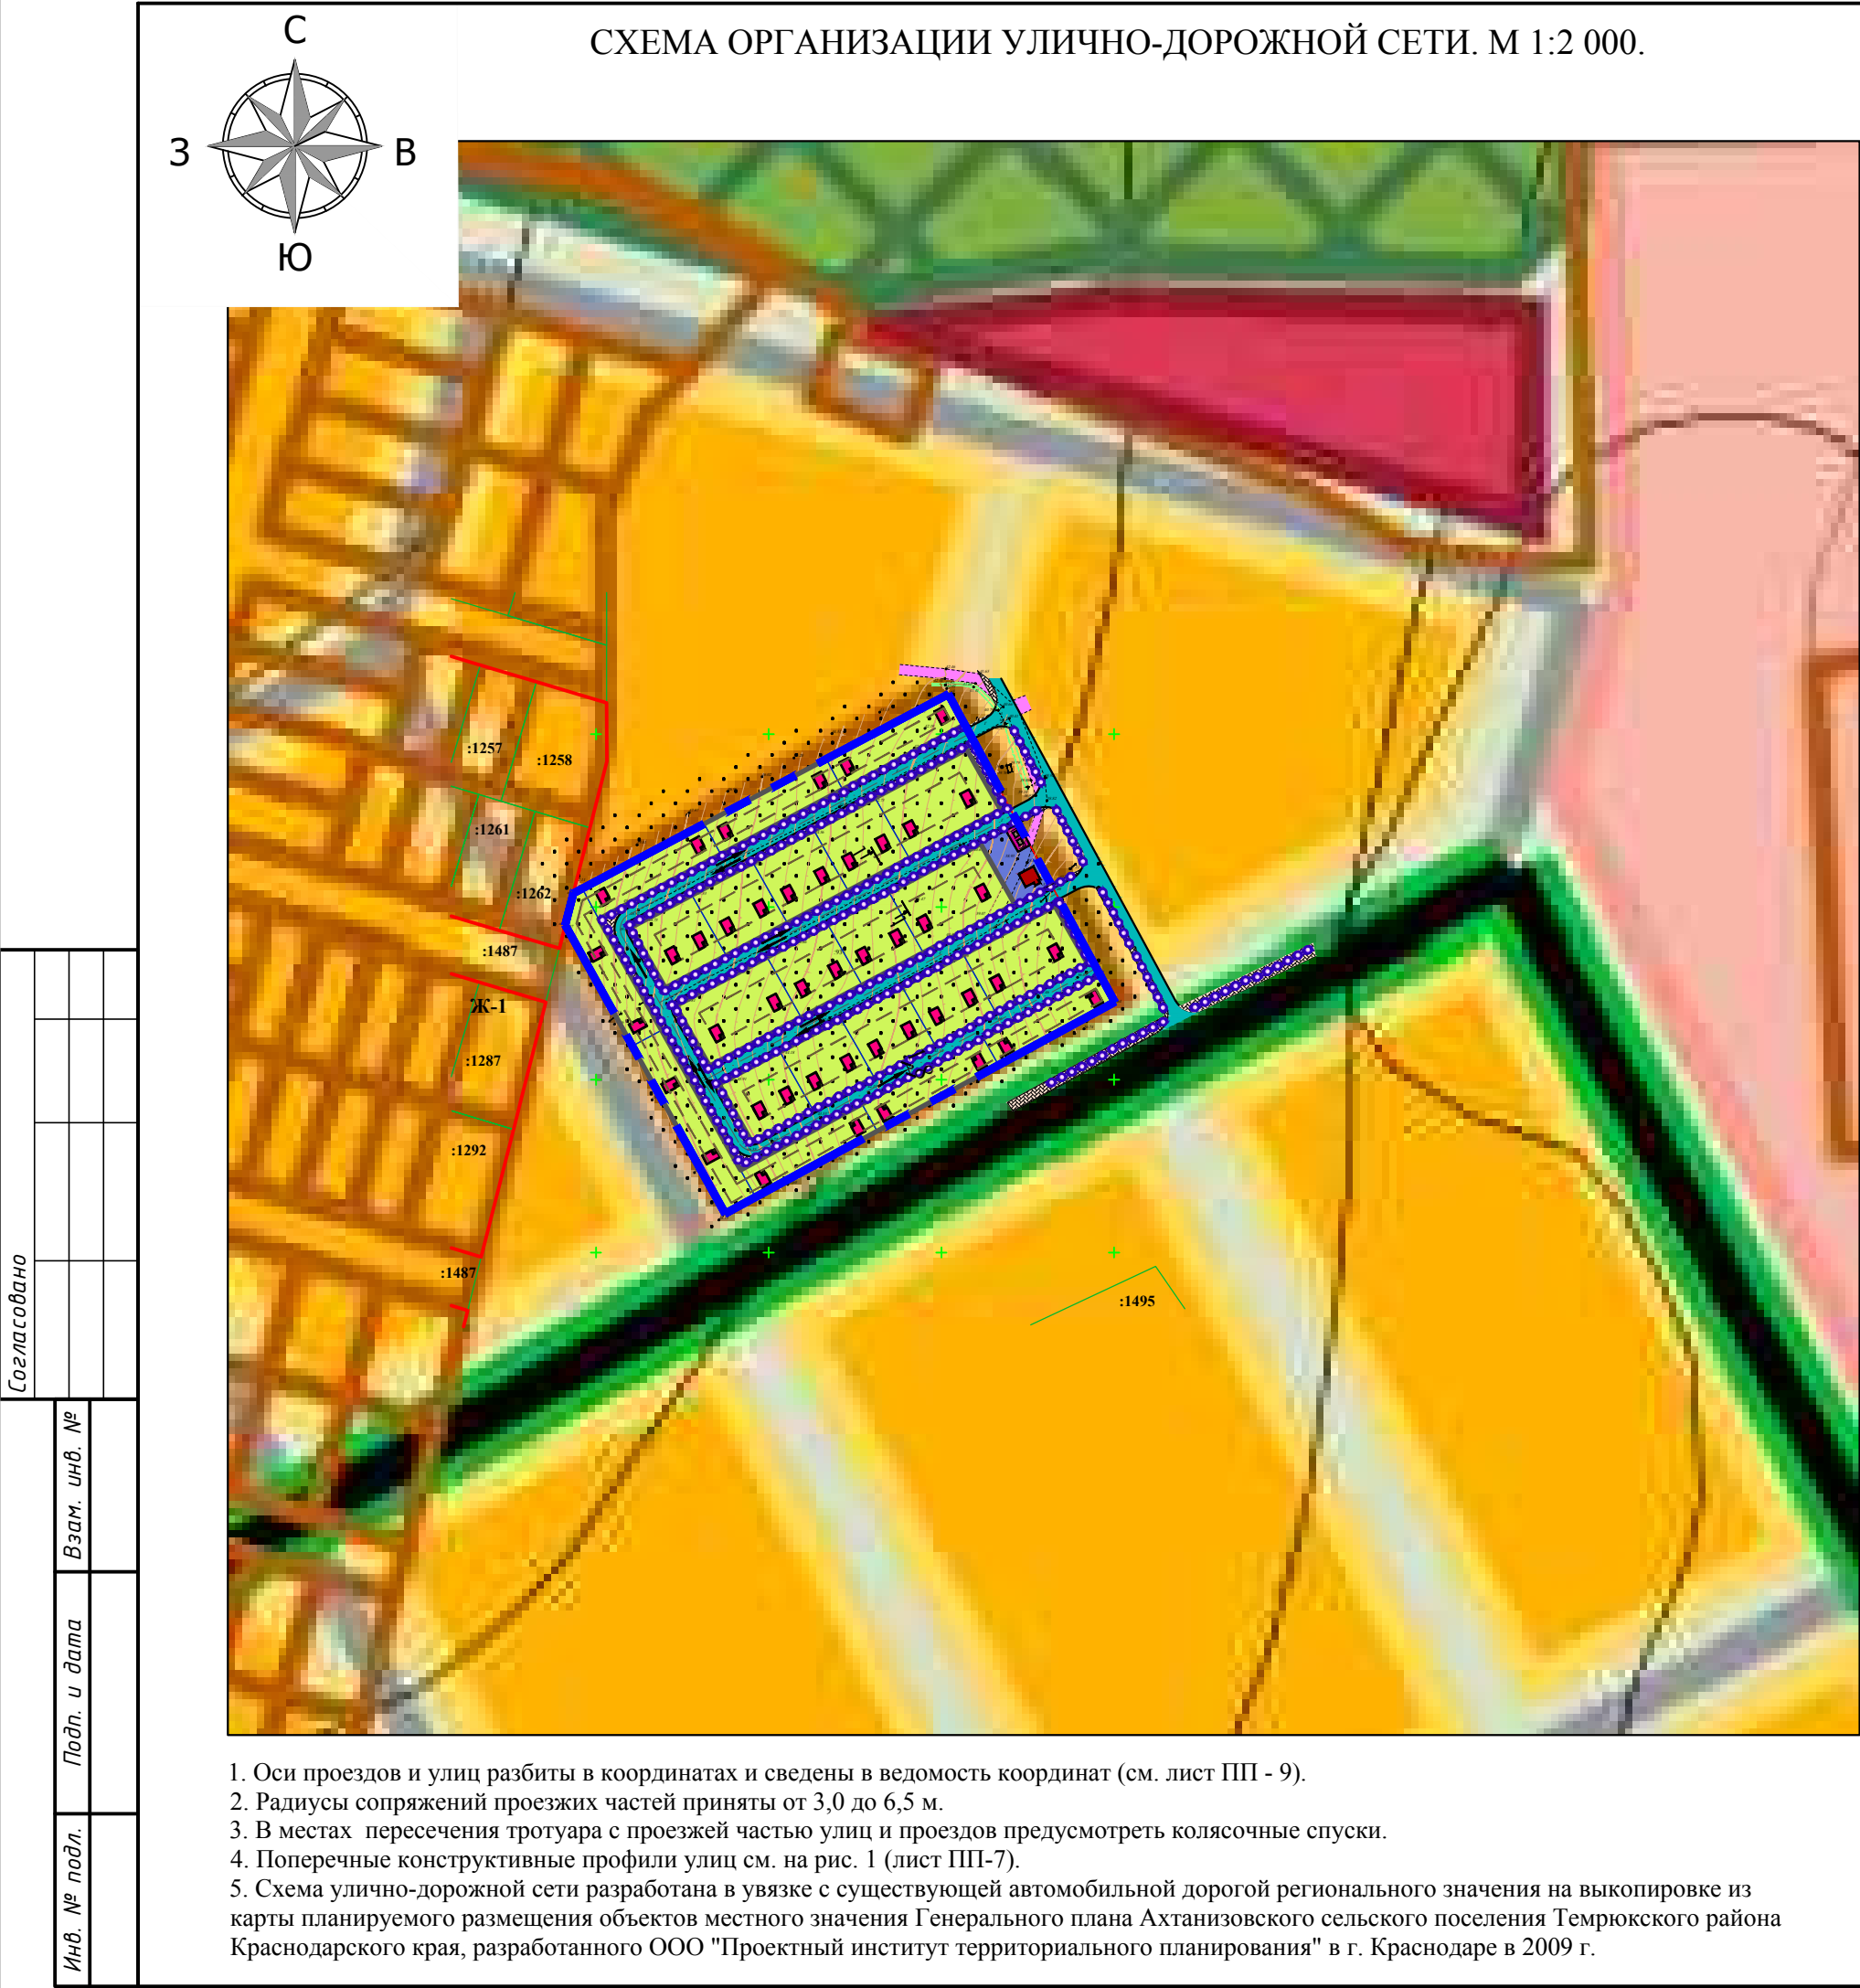 СХЕМА ОРГАНИЗАЦИИ УЛИЧНО-ДОРОЖНОЙ СЕТИ. М 1:2 000.
С
З
В
Ю
:1257
:1258
:1261
:1262
:1487
Ж-1
:1287
:1292
:1487
:1495
Согласовано
Взам. инв. №
Подп. и дата
Инв. № подл.
1. Оси проездов и улиц разбиты в координатах и сведены в ведомость координат (см. лист ПП - 9).
2. Радиусы сопряжений проезжих частей приняты от 3,0 до 6,5 м.
3. В местах пересечения тротуара с проезжей частью улиц и проездов предусмотреть колясочные спуски.
4. Поперечные конструктивные профили улиц см. на рис. 1 (лист ПП-7).
5. Схема улично-дорожной сети разработана в увязке с существующей автомобильной дорогой регионального значения на выкопировке из
карты планируемого размещения объектов местного значения Генерального плана Ахтанизовского сельского поселения Темрюкского района
Краснодарского края, разработанного ООО "Проектный институт территориального планирования" в г. Краснодаре в 2009 г.